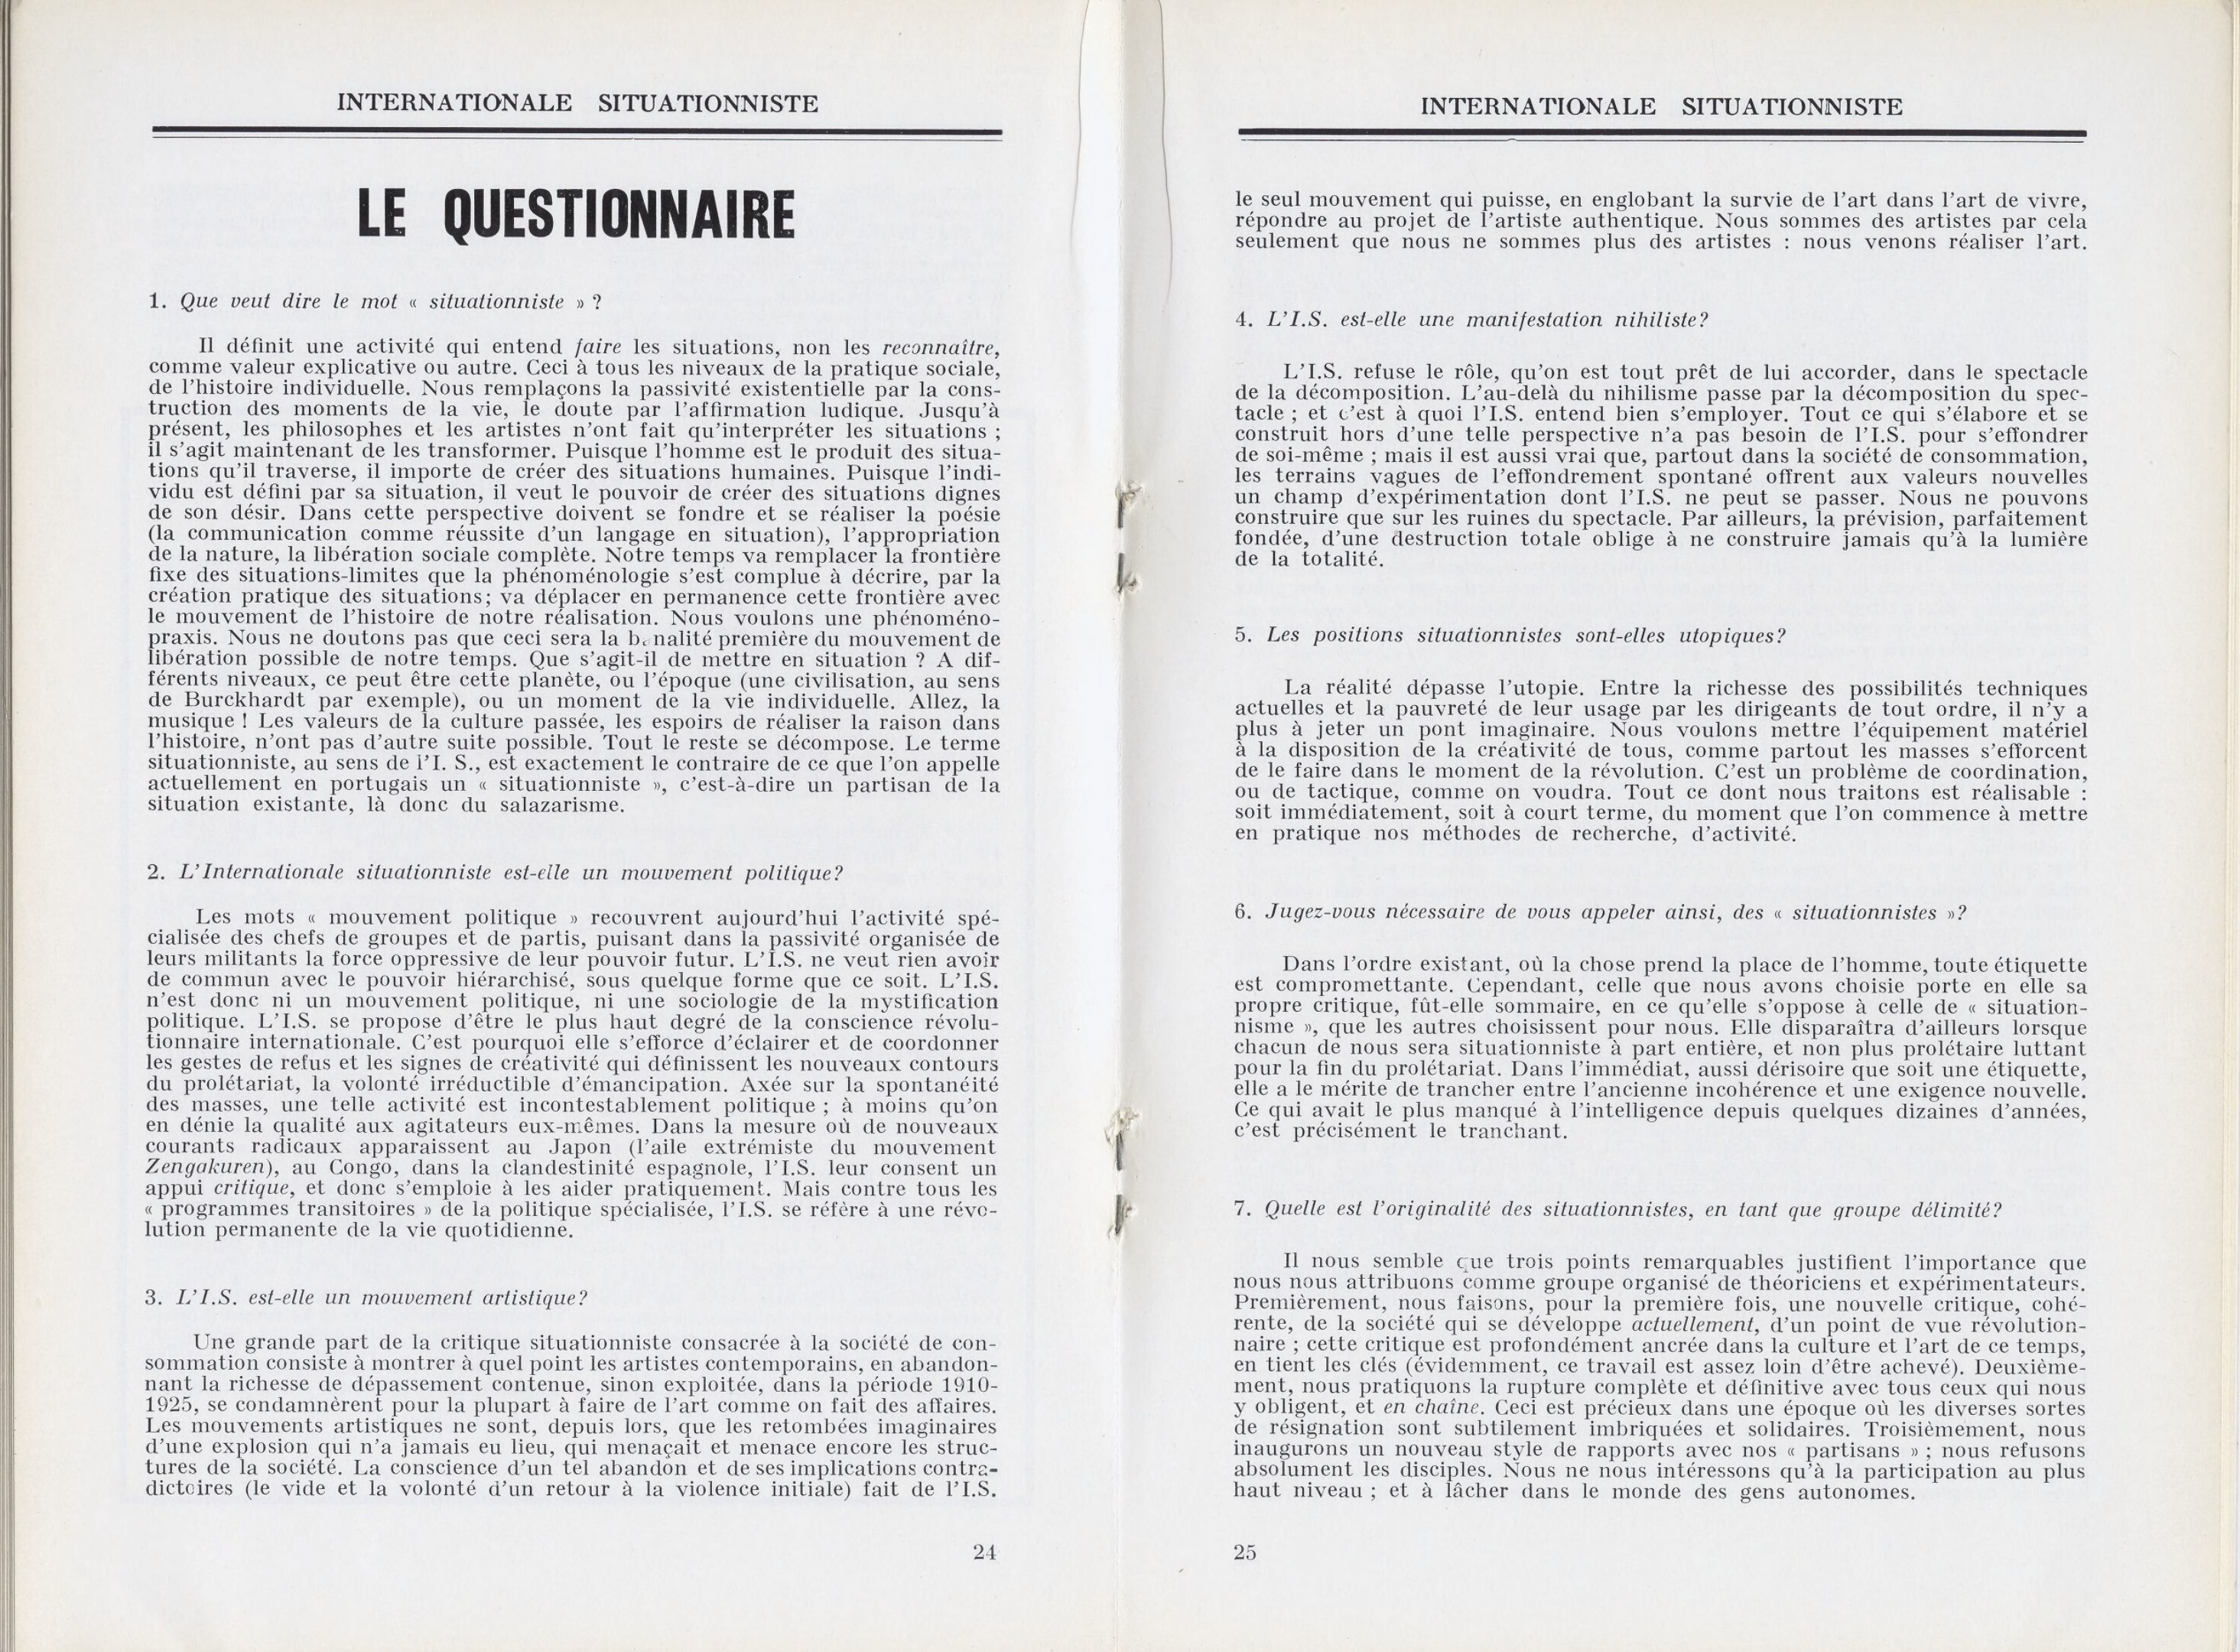 INTERNATIONALE SITUATIONNISTE
LE QUESTIONNAIRE
1. Que veut dire le mot « situationniste » ?
Il définit une activité qui entend faire les situations, non les reconnaître,
comme valeur explicative ou autre. Ceci à tous les niveaux de la pratique sociale,
de l'histoire individuelle. Nous remplaçons la passivité existentielle par la cons-
truction des moments de la vie, le doute par l'affirmation ludique. Jusqu'à
présent, les philosophes et les artistes n'ont fait qu'interpréter les situations ;
il s'agit maintenant de les transformer. Puisque l'homme est le produit des situa-
tions qu'il traverse, il importe de créer des situations humaines. Puisque l'indi-
vidu est défini par sa situation, il veut le pouvoir de créer des situations dignes
de son désir. Dans cette perspective doivent se fondre et se réaliser la poésie
(la communication comme réussite d'un langage en situation), l'appropriation
de la nature, la libération sociale complète. Notre temps va remplacer la frontière
fixe des situations-limites que la phénoménologie s'est complue à décrire, par la
création pratique des situations; va déplacer en permanence cette frontière avec
le mouvement de l'histoire de notre réalisation. Nous voulons une phénoméno-
praxis. Nous ne doutons pas que ceci sera la banalité première du mouvement de
libération possible de notre temps. Que s'agit-il de mettre en situation ? A dif-
férents niveaux, ce peut être cette planète, ou l'époque (une civilisation, au sens
de Burckhardt par exemple), ou un moment de la vie individuelle. Allez, la
musique ! Les valeurs de la culture passée, les espoirs de réaliser la raison dans
l'histoire, n'ont pas d'autre suite possible. Tout le reste se décompose. Le terme
situationniste, au sens de l'I. S., est exactement le contraire de ce que l'on appelle
actuellement en portugais un « situationniste », c'est-à-dire un partisan de la
situation existante, là donc du salazarisme.
2. L'Internationale situationniste est-elle un mouvement politique?
Les mots « mouvement politique » recouvrent aujourd'hui l'activité spé-
cialisée des chefs de groupes et de partis, puisant dans la passivité organisée de
leurs militants la force oppressive de leur pouvoir futur. L'I.S. ne veut rien avoir
de commun avec le pouvoir hiérarchisé, sous quelque forme que ce soit. L'I.S.
n'est donc ni un mouvement politique, ni une sociologie de la mystification
politique. L'I.S. se propose d'être le plus haut degré de la conscience révolu-
tionnaire internationale. C'est pourquoi elle s'efforce d'éclairer et de coordonner
les gestes de refus et les signes de créativité qui définissent les nouveaux contours
du prolétariat, la volonté irréductible d'émancipation. Axée sur la spontanéité
des masses, une telle activité est incontestablement politique ; à moins qu'on
en dénie la qualité aux agitateurs eux-mêmes. Dans la mesure où de nouveaux
courants radicaux apparaissent au Japon (l'aile extrémiste du mouvement
Zengakuren), au Congo, dans la clandestinité espagnole, l'I.S. leur consent un
appui critique, et donc s'emploie à les aider pratiquement. Mais contre tous les
« programmes transitoires » de la politique spécialisée, l'I.S. se réfère à une révo-
lution permanente de la vie quotidienne.
3. L'I.S. est-elle un mouvement artistique?
Une grande part de la critique situationniste consacrée à la société de con-
sommation consiste à montrer à quel point les artistes contemporains, en abandon-
nant la richesse de dépassement contenue, sinon exploitée, dans la période 1910-
1925, se condamnèrent pour la plupart à faire de l'art comme on fait des affaires.
Les mouvements artistiques ne sont, depuis lors, que les retombées imaginaires
d'une explosion qui n'a jamais eu lieu, qui menaçait et menace encore les struc-
tures de la société. La conscience d'un tel abandon et de ses implications contra-
dictoires (le vide et la volonté d'un retour à la violence initiale) fait de l'I.S.
24
INTERNATIONALE SITUATIONNISTE
le seul mouvement qui puisse, en englobant la survie de l'art dans l'art de vivre,
répondre au projet de l'artiste authentique. Nous sommes des artistes par cela
seulement que nous ne sommes plus des artistes : nous venons réaliser l'art.
4. L'I.S. est-elle une manifestation nihiliste?
L'I.S. refuse le rôle, qu'on est tout prêt de lui accorder, dans le spectacle
de la décomposition. L'au-delà du nihilisme passe par la décomposition du spec-
tacle ; et c'est à quoi l'I.S. entend bien s'employer. Tout ce qui s'élabore et se
construit hors d'une telle perspective n'a pas besoin de l'I.S. pour s'effondrer
de soi-même ; mais il est aussi vrai que, partout dans la société de consommation,
les terrains vagues de l'effondrement spontané offrent aux valeurs nouvelles
un champ d'expérimentation dont l'I.S. ne peut se passer. Nous ne pouvons
construire que sur les ruines du spectacle. Par ailleurs, la prévision, parfaitement
fondée, d'une destruction totale oblige à ne construire jamais qu'à la lumière
de la totalité.
5. Les positions situationnistes sont-elles utopiques?
La réalité dépasse l'utopie. Entre la richesse des possibilités techniques
actuelles et la pauvreté de leur usage par les dirigeants de tout ordre, il n'y a
plus à jeter un pont imaginaire. Nous voulons mettre l'équipement matériel
à la disposition de la créativité de tous, comme partout les masses s'efforcent
de le faire dans le moment de la révolution. C'est un problème de coordination,
ou de tactique, comme on voudra. Tout ce dont nous traitons est réalisable :
soit immédiatement, soit à court terme, du moment que l'on commence à mettre
en pratique nos méthodes de recherche, d'activité.
6. Jugez-vous nécessaire de vous appeler ainsi, des « situationnistes »?
Dans l'ordre existant, où la chose prend la place de l'homme, toute étiquette
est compromettante. Cependant, celle que nous avons choisie porte en elle sa
propre critique, fût-elle sommaire, en ce qu'elle s'oppose à celle de « situation-
nisme », que les autres choisissent pour nous. Elle disparaîtra d'ailleurs lorsque
chacun de nous sera situationniste à part entière, et non plus prolétaire luttant
pour la fin du prolétariat. Dans l'immédiat, aussi dérisoire que soit une étiquette,
elle a le mérite de trancher entre l'ancienne incohérence et une exigence nouvelle.
Ce qui avait le plus manqué à l'intelligence depuis quelques dizaines d'années,
c'est précisément le tranchant.
7. Quelle est l'originalité des situationnistes, en tant que groupe délimité?
Il nous semble que trois points remarquables justifient l'importance que
nous nous attribuons comme groupe organisé de théoriciens et expérimentateurs.
Premièrement, nous faisons, pour la première fois, une nouvelle critique, cohé-
rente, de la société qui se développe actuellement, d'un point de vue révolution-
naire ; cette critique est profondément ancrée dans la culture et l'art de ce temps,
en tient les clés (évidemment, ce travail est assez loin d'être achevé). Deuxième-
ment, nous pratiquons la rupture complète et définitive avec tous ceux qui nous
y obligent, et en chaîne. Ceci est précieux dans une époque où les diverses sortes
de résignation sont subtilement imbriquées et solidaires. Troisièmement, nous
inaugurons un nouveau style de rapports avec nos « partisans » ; nous refusons
absolument les disciples. Nous ne nous intéressons qu'à la participation au plus
haut niveau ; et à lâcher dans le monde des gens autonomes.
25